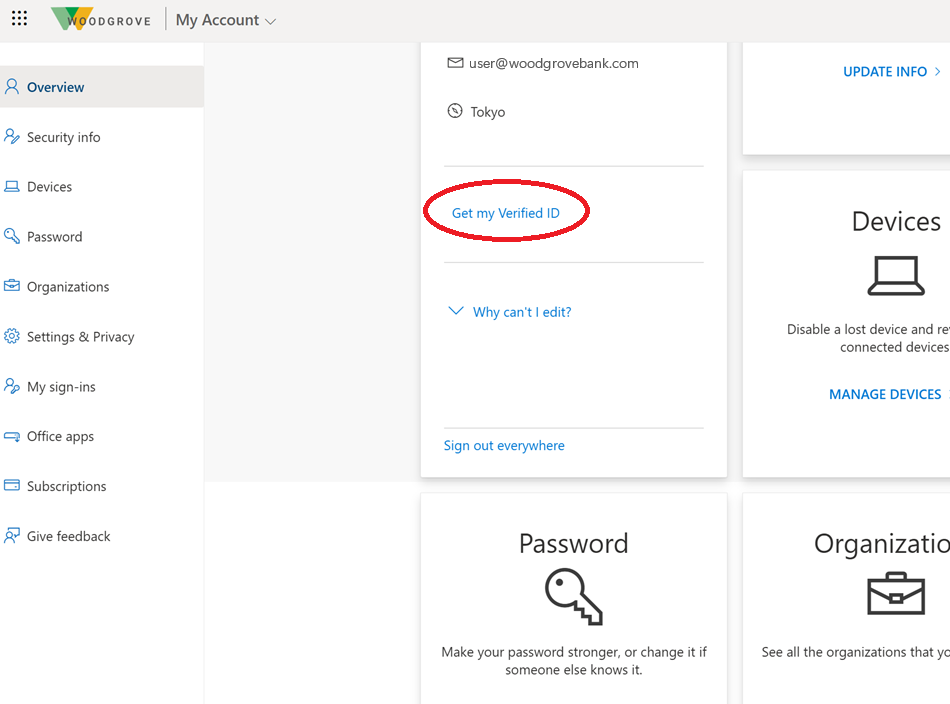 WOODGROVE
My Account
Overview
Security info
Devices
Password
Organizations
Settings & Privacy
My sign-ins
Office apps
Subscriptions
Give feedback
user@woodgrovebank.com
Tokyo
Get my Verified ID
Why can't I edit?
Sign out everywhere
UPDATE INFO
Devices
Disable a lost device and re
connected devices
MANAGE DEVICES
Password
Make your password stronger, or change it if
someone else knows it.
Organizatio
See all the organizations that yo